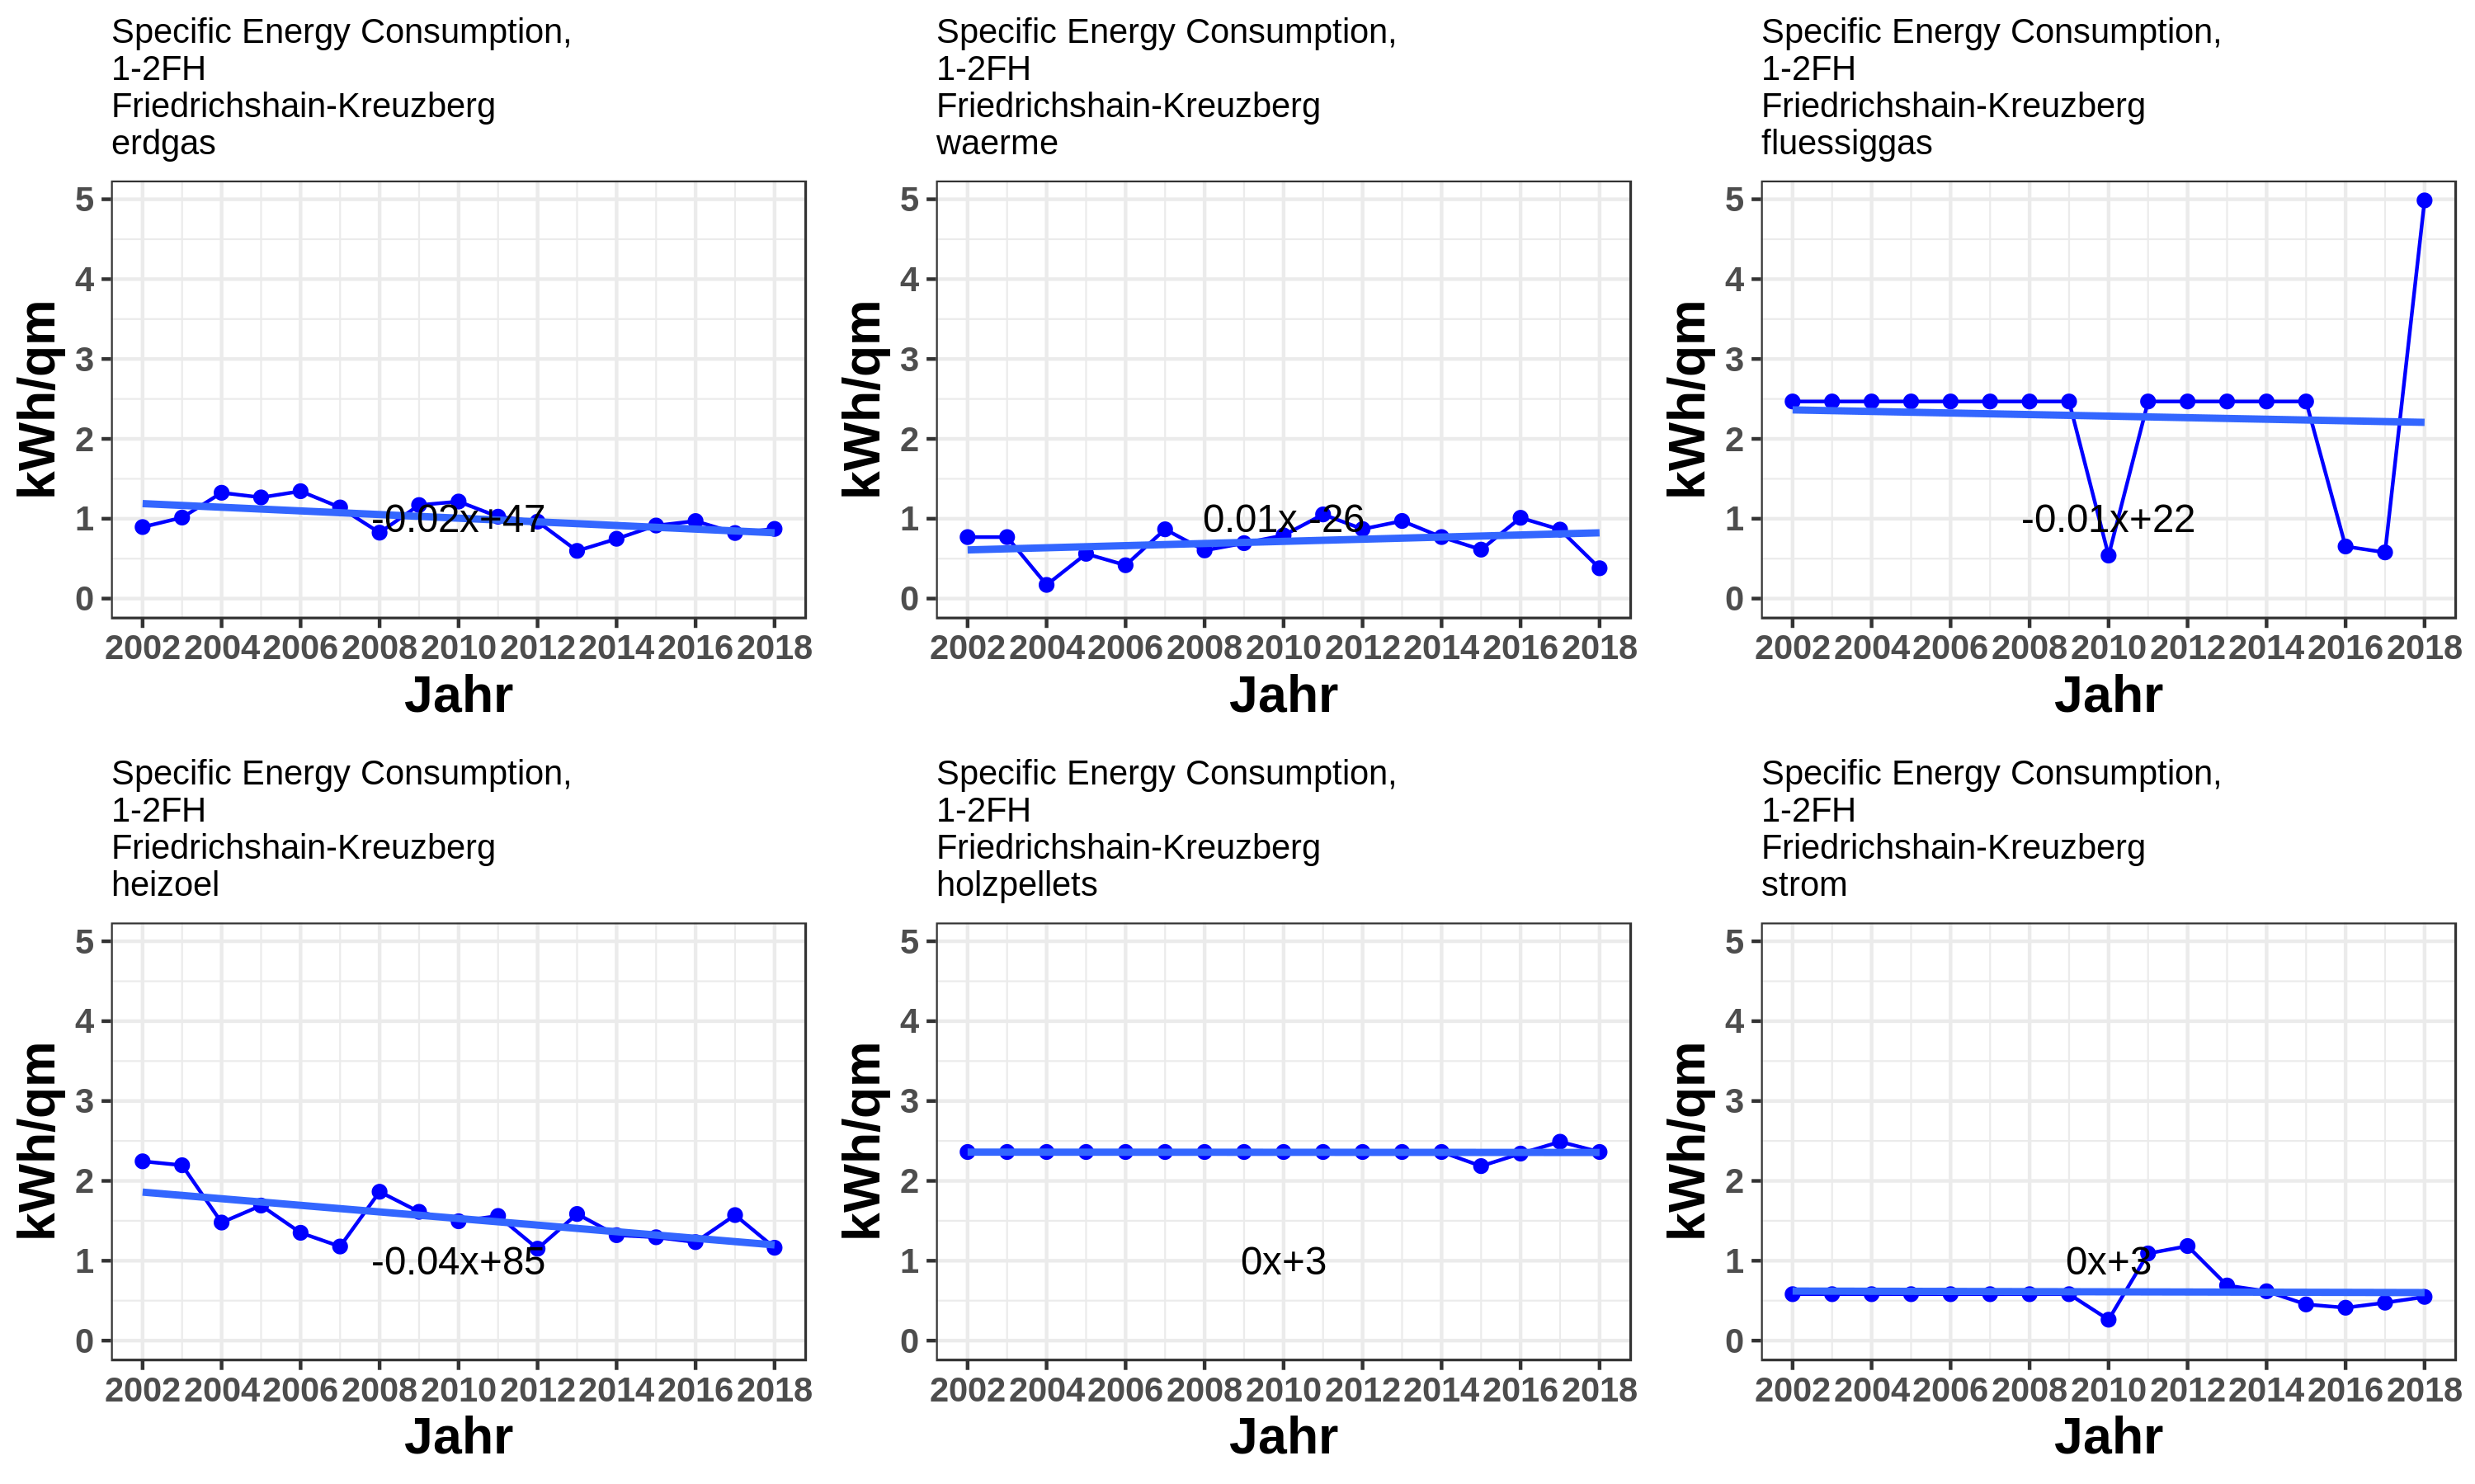 Specific Energy Consumption,
1-2FH
Friedrichshain-Kreuzberg
erdgas
5
4
3
2
1
0
kWh/qm
-0.02x+47
2002 2004 2006 2008 2010 2012 2014 2016 2018
Jahr
Specific Energy Consumption,
1-2FH
Friedrichshain-Kreuzberg
waerme
5
4
3
2
1
0
kWh/qm
0.01x -26
2002 2004 2006 2008 2010 2012 2014 2016 2018
Jahr
Specific Energy Consumption,
1-2FH
Friedrichshain-Kreuzberg
fluessiggas
5
4
3
2
1
0
kWh/qm
-0.01x+22
2002 2004 2006 2008 2010 2012 2014 2016 2018
Jahr
Specific Energy Consumption,
1-2FH
Friedrichshain-Kreuzberg
heizoel
5
4
3
2
1
0
kWh/qm
-0.04x+85
2002 2004 2006 2008 2010 2012 2014 2016 2018
Jahr
Specific Energy Consumption,
1-2FH
Friedrichshain-Kreuzberg
holzpellets
5
4
3
2
1
0
kWh/qm
0x+3
2002 2004 2006 2008 2010 2012 2014 2016 2018
Jahr
Specific Energy Consumption,
1-2FH
Friedrichshain-Kreuzberg
strom
5
4
3
2
1
0
kWh/qm
0x+3
2002 2004 2006 2008 2010 2012 2014 2016 2018
Jahr